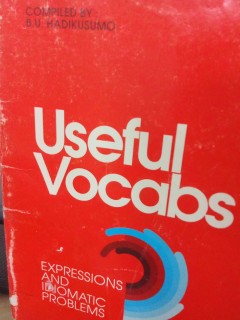 COMPILED BY
B.U. HADIKUSUMO
Useful
Vocabs
EXPRESSIONS
AND
IDIOMATIC
PROBLEMS